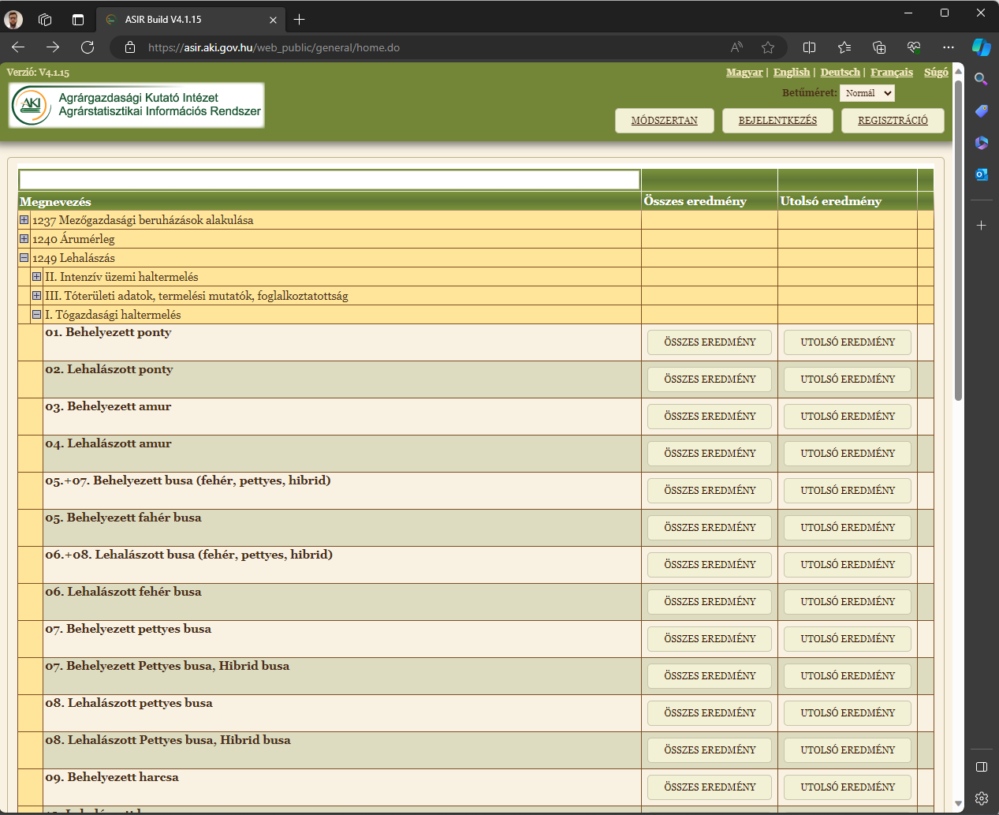 ASIR Build V4.1.15
https://asir.aki.gov.hu/web_public/general/home.do
Verzió: V4.1.15
Magyar | English | Deutsch | Français Súgó
AKI
Agrárgazdasági Kutató Intézet
Agrárstatisztikai Információs Rendszer
Betűméret: Normál
MÓDSZERTAN BEJELENTKEZÉS REGISZTRÁCIÓ
Megnevezés Összes eredmény Utolsó eredmény
1237 Mezőgazdasági beruházások alakulása
1240 Árumérleg
1249 Lehalászás
II. Intenzív üzemi haltermelés
III. Tóterületi adatok, termelési mutatók, foglalkoztatottság
I. Tógazdasági haltermelés
01. Behelyezett ponty ÖSSZES EREDMÉNY UTOLSÓ EREDMÉNY
02. Lehalászott ponty ÖSSZES EREDMÉNY UTOLSÓ EREDMÉNY
03. Behelyezett amur ÖSSZES EREDMÉNY UTOLSÓ EREDMÉNY
04. Lehalászott amur ÖSSZES EREDMÉNY UTOLSÓ EREDMÉNY
05.+07. Behelyezett busa (fehér, pettyes, hibrid) ÖSSZES EREDMÉNY UTOLSÓ EREDMÉNY
05. Behelyezett fahér busa ÖSSZES EREDMÉNY UTOLSÓ EREDMÉNY
06.+08. Lehalászott busa (fehér, pettyes, hibrid) ÖSSZES EREDMÉNY UTOLSÓ EREDMÉNY
06. Lehalászott fehér busa ÖSSZES EREDMÉNY UTOLSÓ EREDMÉNY
07. Behelyezett pettyes busa ÖSSZES EREDMÉNY UTOLSÓ EREDMÉNY
07. Behelyezett Pettyes busa, Hibrid busa ÖSSZES EREDMÉNY UTOLSÓ EREDMÉNY
08. Lehalászott pettyes busa ÖSSZES EREDMÉNY UTOLSÓ EREDMÉNY
08. Lehalászott Pettyes busa, Hibrid busa ÖSSZES EREDMÉNY UTOLSÓ EREDMÉNY
09. Behelyezett harcsa ÖSSZES EREDMÉNY UTOLSÓ EREDMÉNY